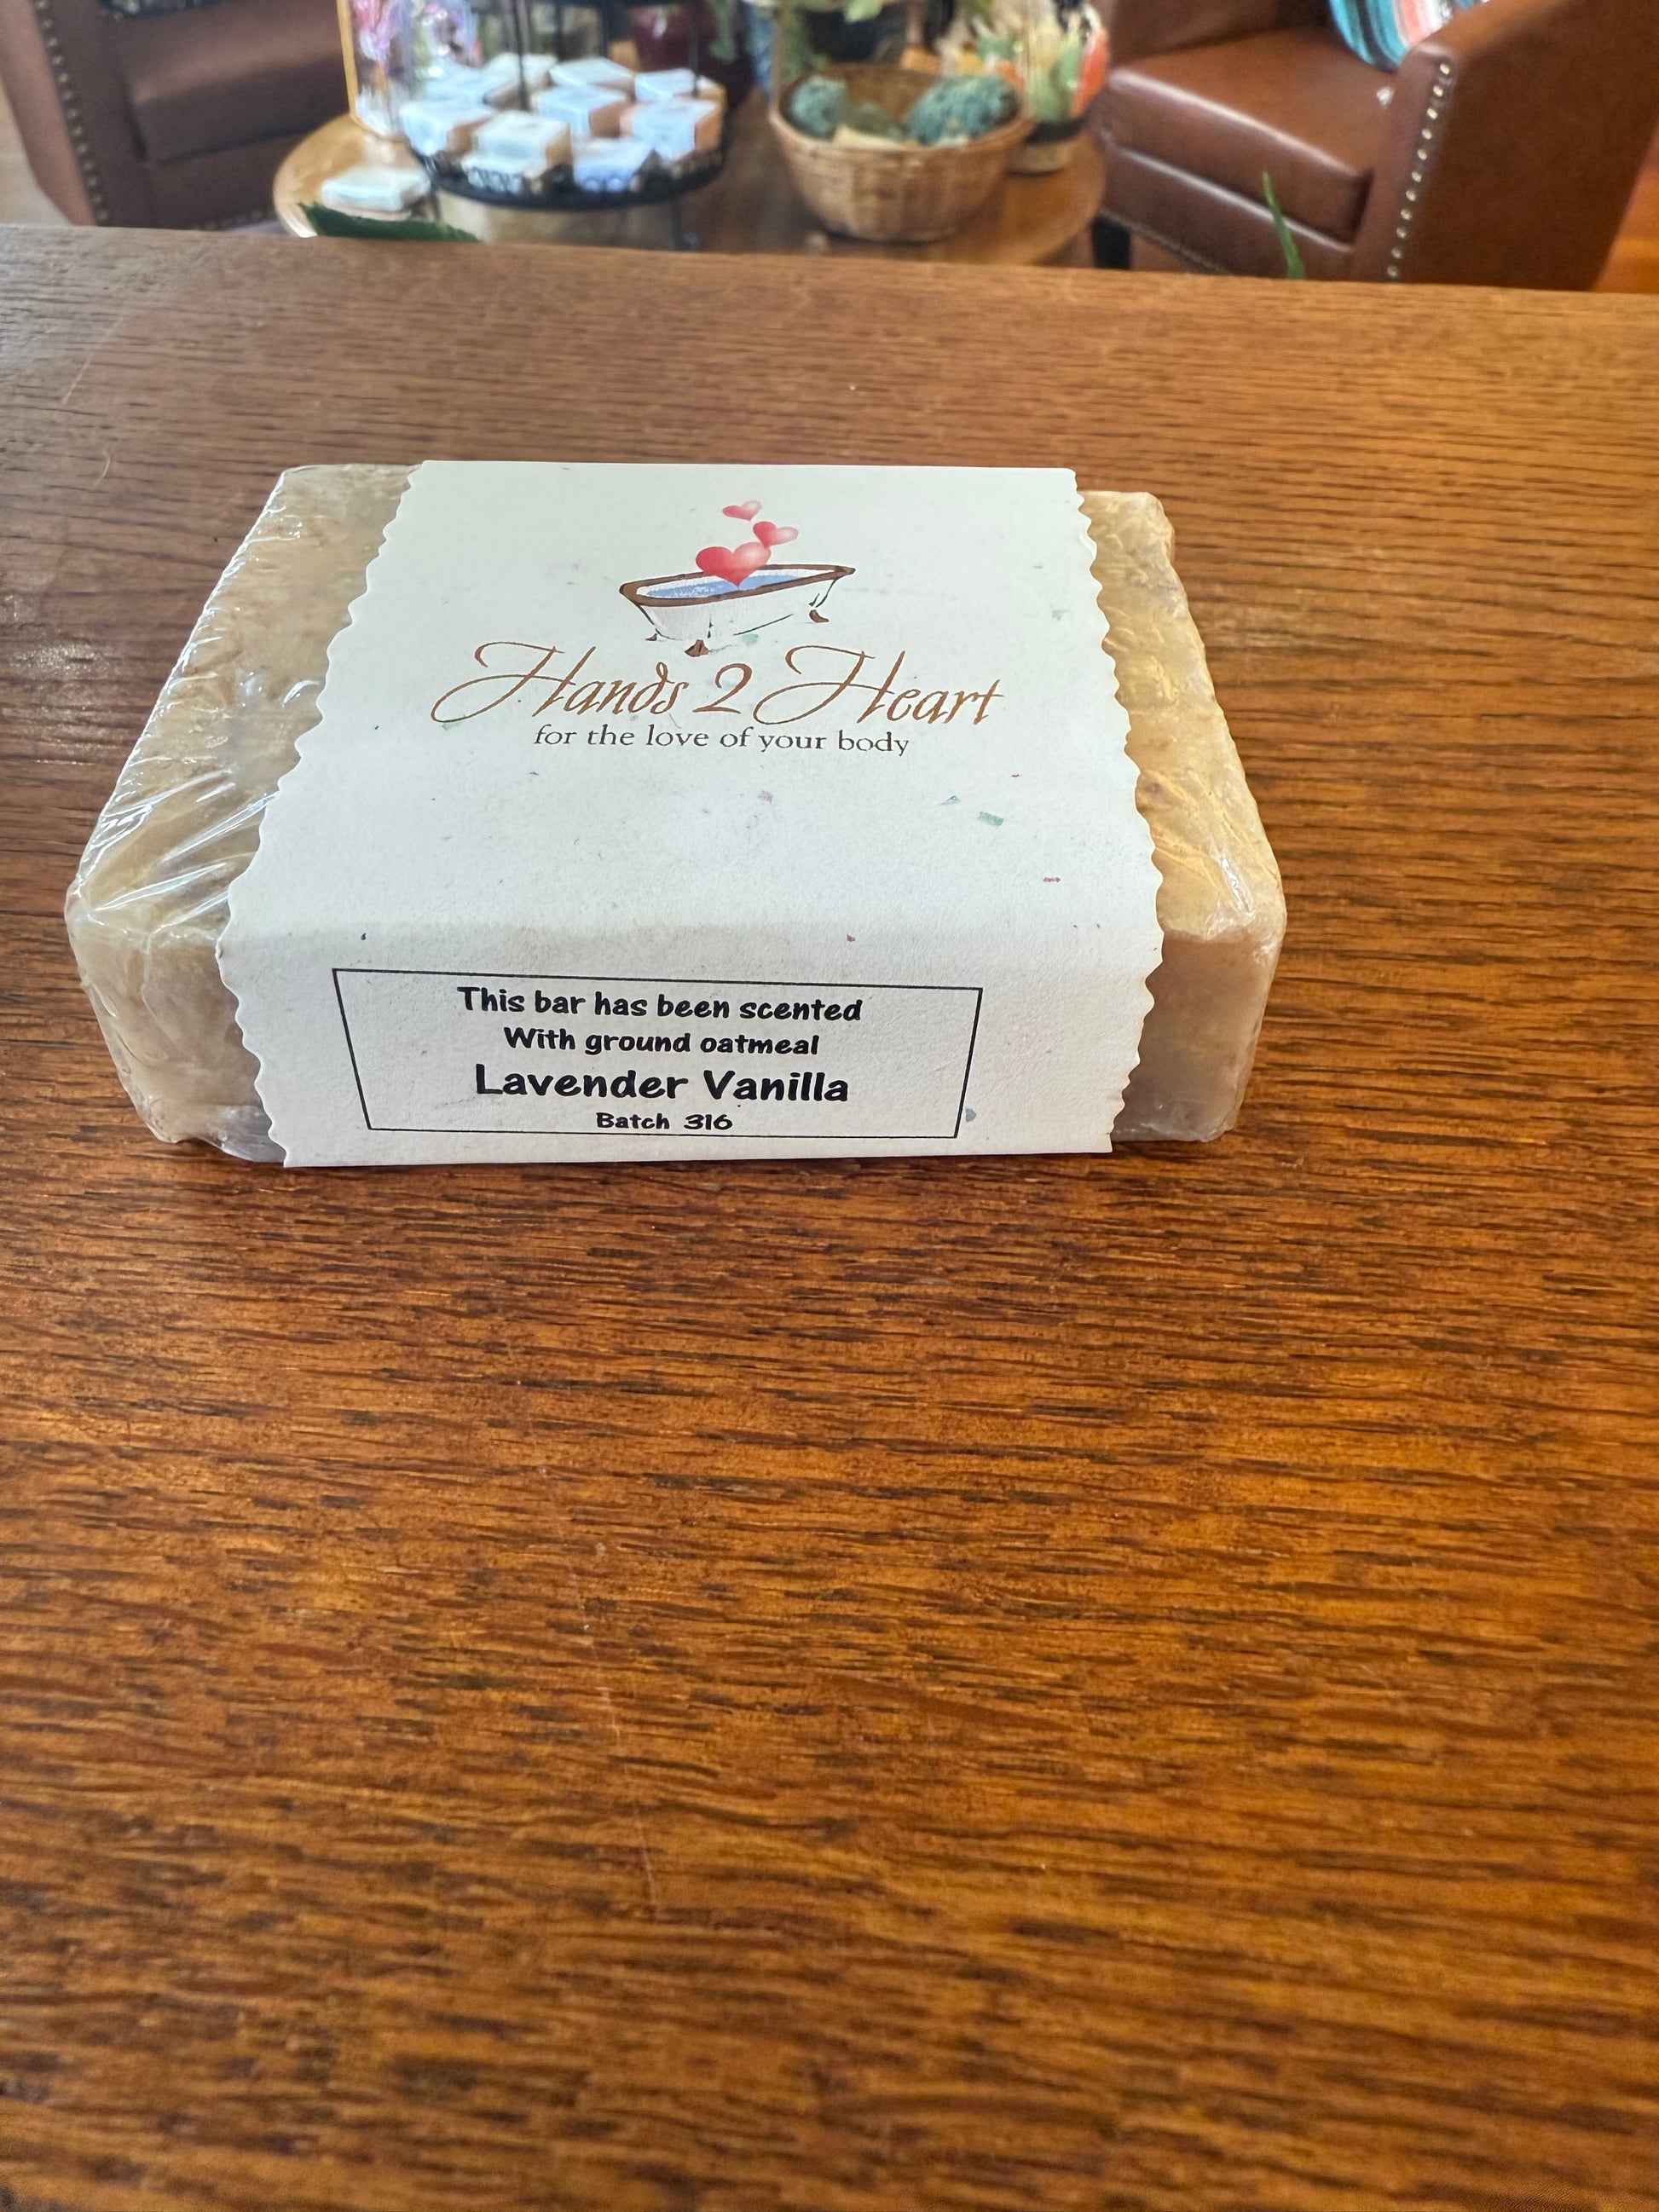 Hands 2 Heart
for the love of your body
This bar has been scented
With ground oatmeal
Lavender Vanilla
Batch 316